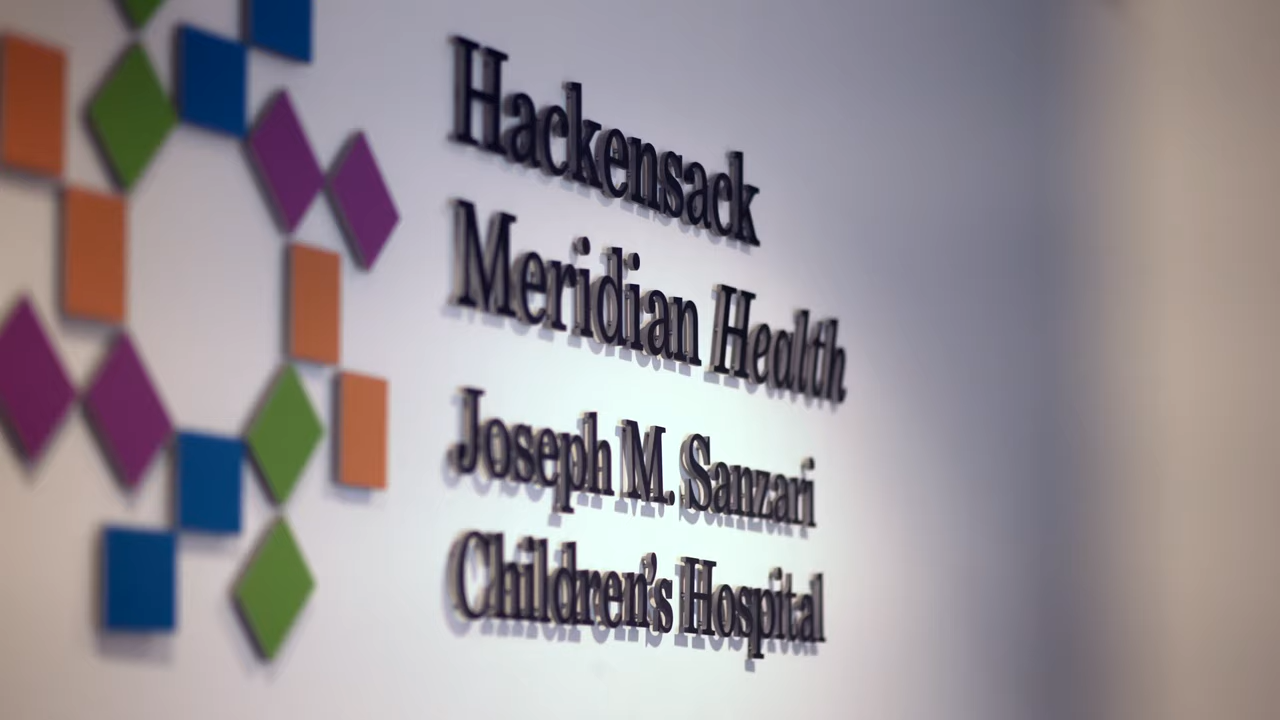 Hackensack
Meridian Health
Joseph M. Sanzari
Children's Hospital